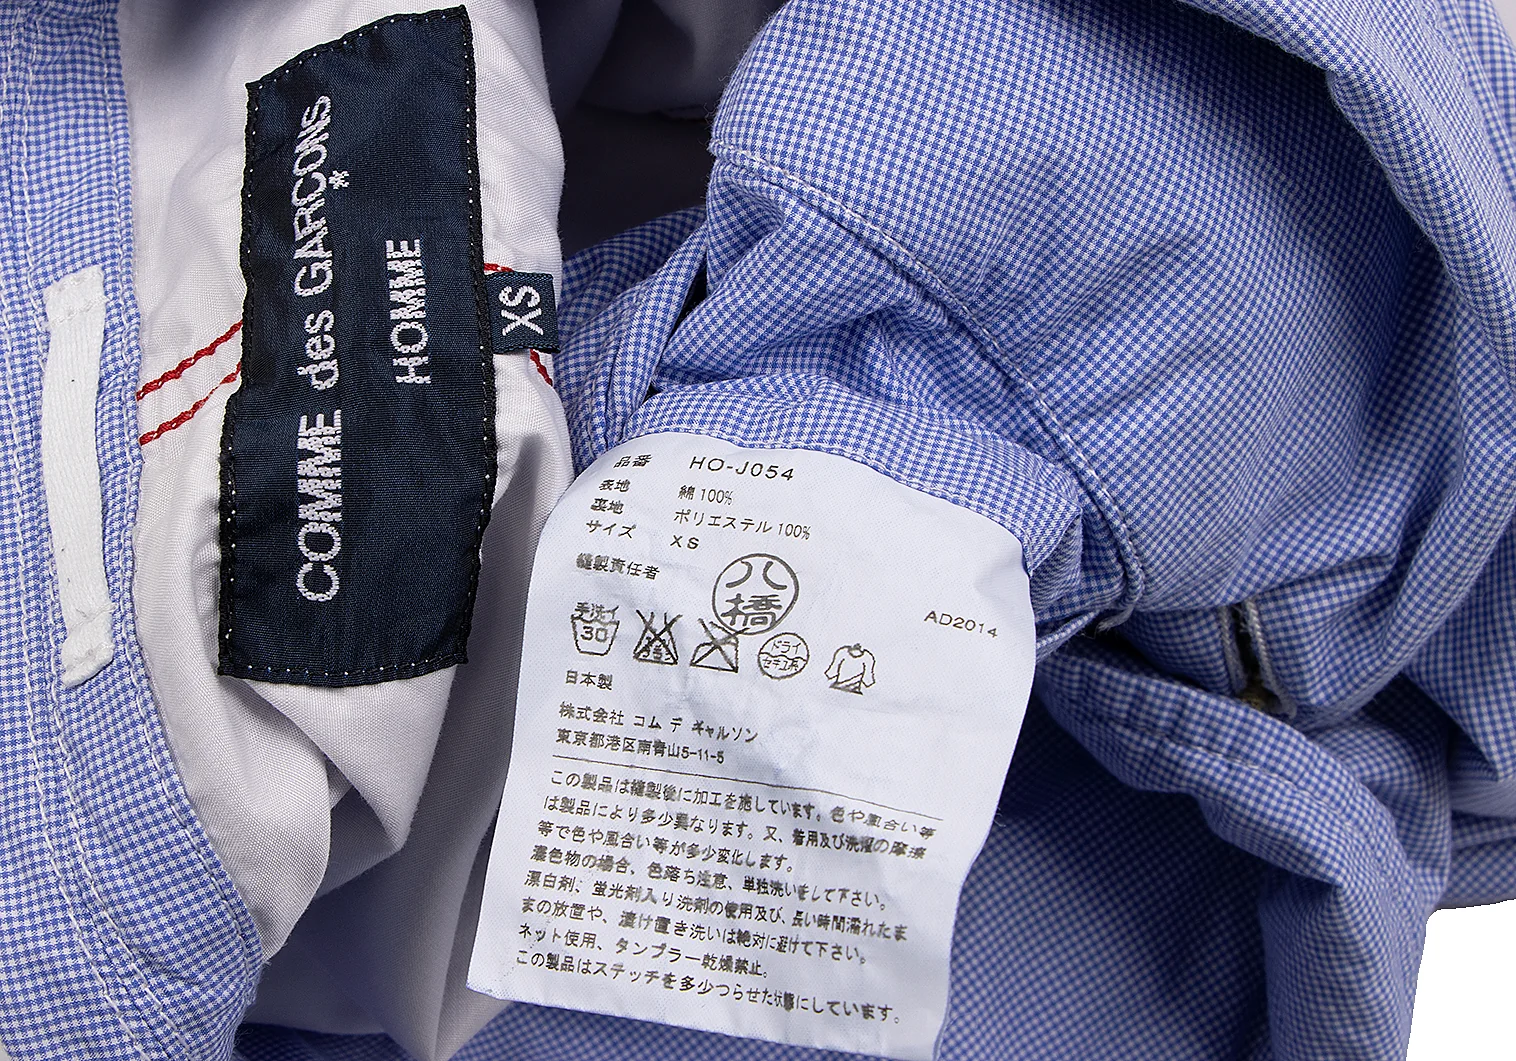 COMME des GARCONS
HOMME
XS
品番 HO-J054
表地 綿 100%
裏地 ポリエステル 100%
サイズ XS
縫製責任者
八橋
AD2014
手洗イ
30
ドライ
セキユ系
日本製
株式会社 コム デ ギャルソン
東京都港区南青山5-11-5
この製品は縫製後に加工を施しています。色や風合い等
は製品により多少異なります。又、着用及び洗濯の摩擦
等で色や風合い等が多少変化します。
濃色物の場合、色落ち注意、単独洗いをして下さい。
漂白剤、蛍光剤入り洗剤の使用及び、長い時間濡れたま
まの放置や、漬け置き洗いは絶対に避けて下さい。
ネット使用、タンブラー乾燥禁止。
この製品はステッチを多少つらせた状態にしています。